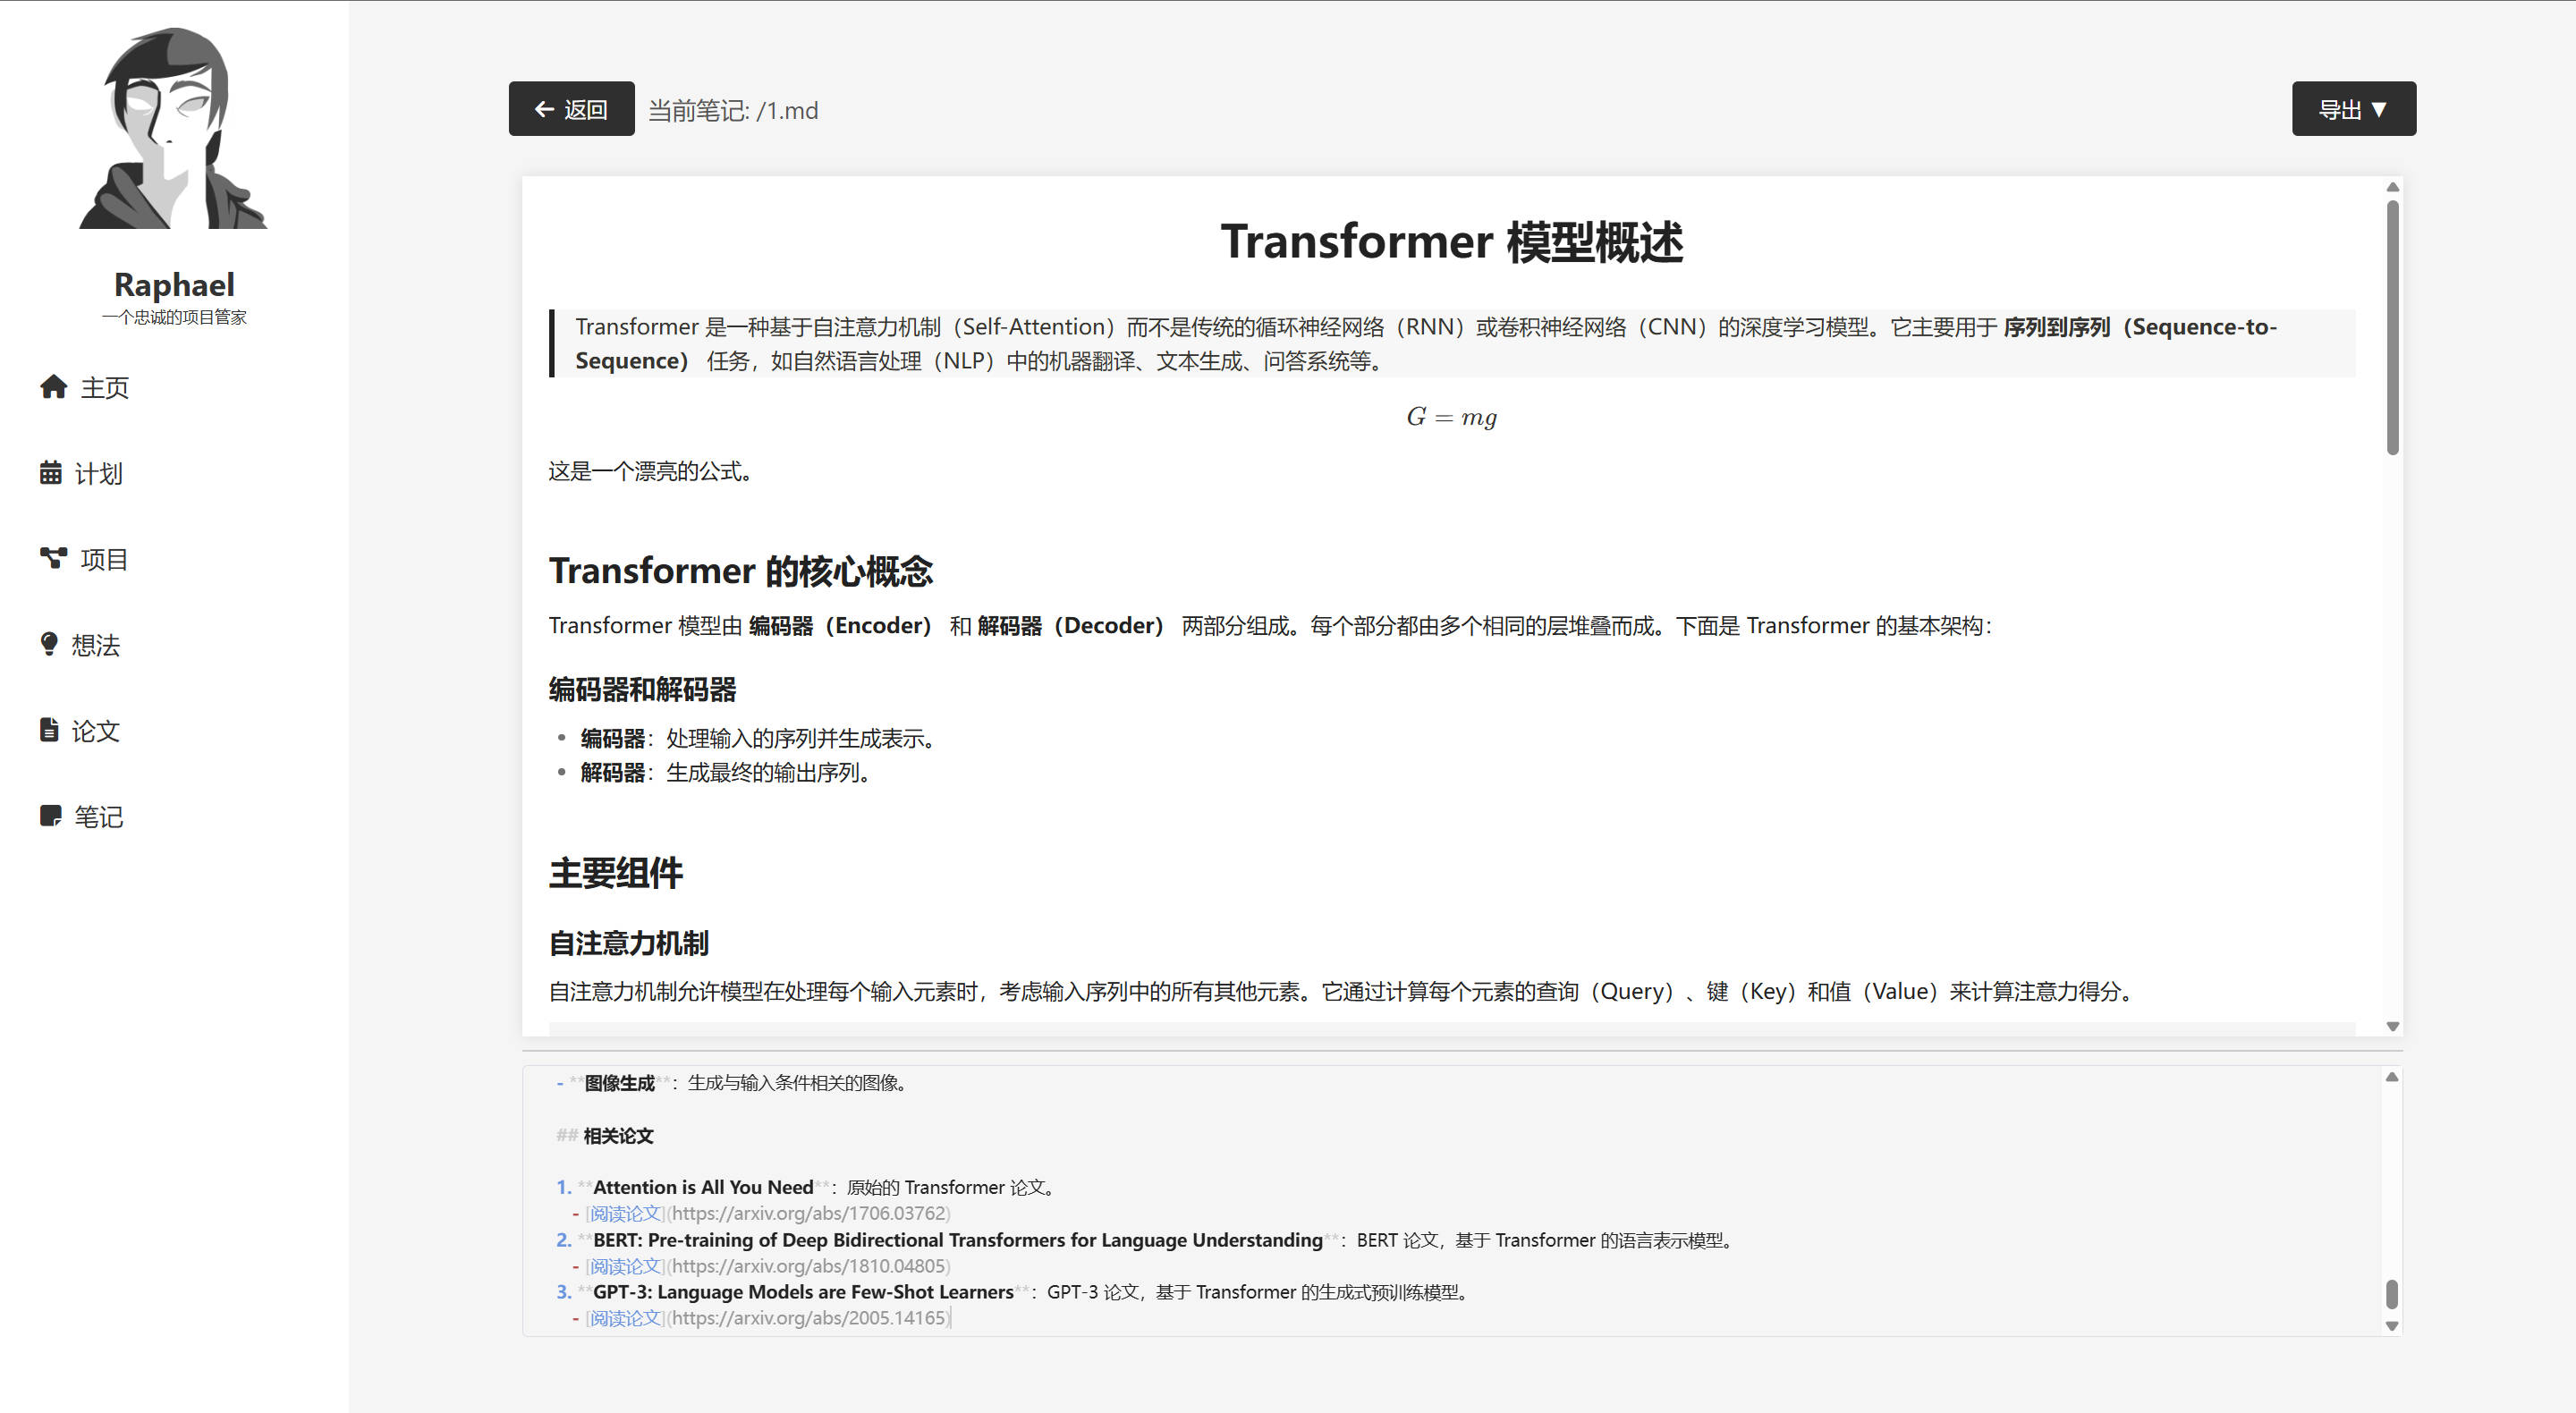 Raphael
一个忠诚的项目管家
主页
计划
项目
想法
论文
笔记
返回
当前笔记: /1.md
导出 ▼
Transformer 模型概述
Transformer 是一种基于自注意力机制（Self-Attention）而不是传统的循环神经网络（RNN）或卷积神经网络（CNN）的深度学习模型。它主要用于 序列到序列（Sequence-to-
Sequence） 任务，如自然语言处理（NLP）中的机器翻译、文本生成、问答系统等。
G = mg
这是一个漂亮的公式。
Transformer 的核心概念
Transformer 模型由 编码器（Encoder） 和 解码器（Decoder） 两部分组成。每个部分都由多个相同的层堆叠而成。下面是 Transformer 的基本架构：
编码器和解码器
• 编码器：处理输入的序列并生成表示。
• 解码器：生成最终的输出序列。
主要组件
自注意力机制
自注意力机制允许模型在处理每个输入元素时，考虑输入序列中的所有其他元素。它通过计算每个元素的查询（Query）、键（Key）和值（Value）来计算注意力得分。
- **图像生成**：生成与输入条件相关的图像。
## 相关论文
1. **Attention is All You Need**：原始的 Transformer 论文。
- [阅读论文](https://arxiv.org/abs/1706.03762)
2. **BERT: Pre-training of Deep Bidirectional Transformers for Language Understanding**：BERT 论文，基于 Transformer 的语言表示模型。
- [阅读论文](https://arxiv.org/abs/1810.04805)
3. **GPT-3: Language Models are Few-Shot Learners**：GPT-3 论文，基于 Transformer 的生成式预训练模型。
- [阅读论文](https://arxiv.org/abs/2005.14165)